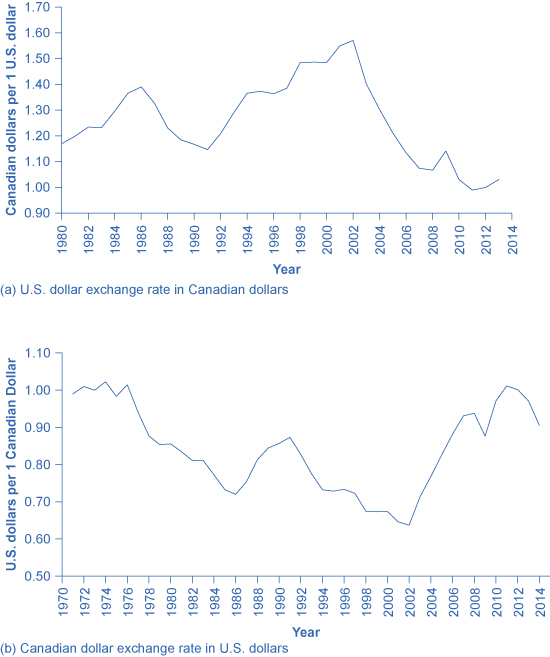 Canadian dollars per 1 U.S. dollar
1.70
1.60
1.50
1.40
1.30
1.20
1.10
1.00
0.90
1980 1982 1984 1986 1988 1990 1992 1994 1996 1998 2000 2002 2004 2006 2008 2010 2012 2014
Year
(a) U.S. dollar exchange rate in Canadian dollars
U.S. dollars per 1 Canadian Dollar
1.10
1.00
0.90
0.80
0.70
0.60
0.50
1970 1972 1974 1976 1978 1980 1982 1984 1986 1988 1990 1992 1994 1996 1998 2000 2002 2004 2006 2008 2010 2012 2014
Year
(b) Canadian dollar exchange rate in U.S. dollars